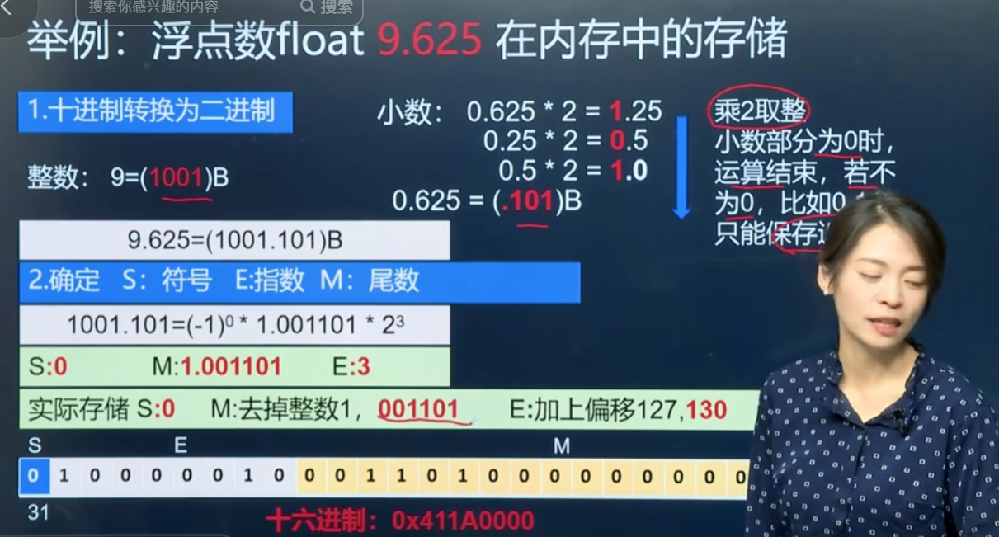 搜索你感兴趣的内容 搜索
举例：浮点数float 9.625 在内存中的存储
1.十进制转换为二进制
整数： 9=(1001)B
小数： 0.625 * 2 = 1.25
0.25 * 2 = 0.5
0.5 * 2 = 1.0
0.625 = (.101)B
乘2取整
小数部分为0时，
运算结束，若不
为0，比如0.
只能保存
9.625=(1001.101)B
2.确定 S：符号 E:指数 M：尾数
1001.101=(-1)⁰ * 1.001101 * 2³
S:0 M:1.001101 E:3
实际存储 S:0 M:去掉整数1，001101 E:加上偏移127,130
S E M
0 1 0 0 0 0 0 1 0 0 0 1 1 0 1 0 0 0 0 0 0 0 0 0
31
十六进制：0x411A0000